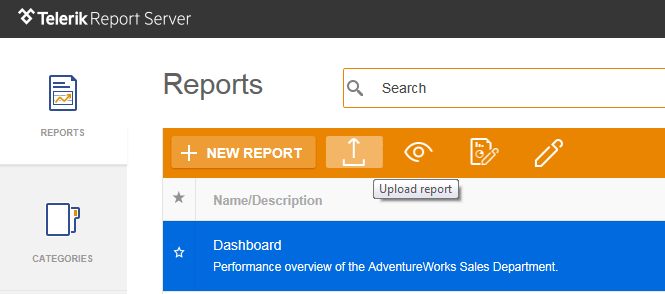 Telerik Report Server
Reports
Search
REPORTS
NEW REPORT
Upload report
Name/Description
CATEGORIES
Dashboard
Performance overview of the AdventureWorks Sales Department.